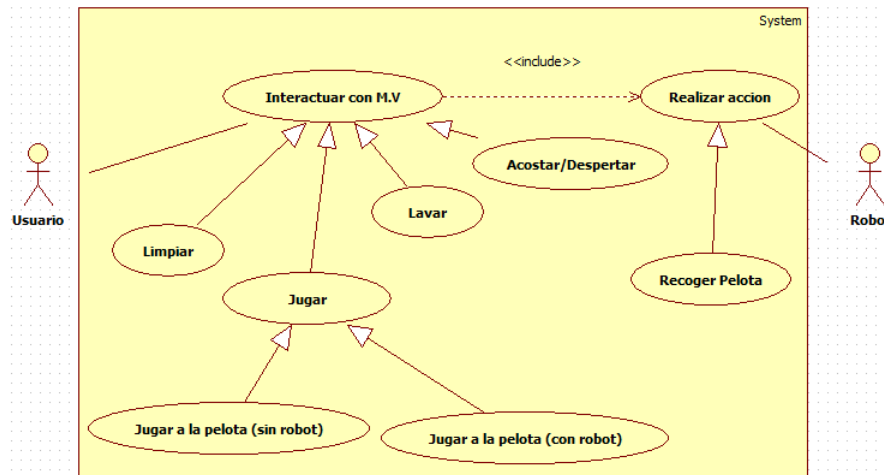 System
<<include>>
Interactuar con M.V
Realizar accion
Acostar/Despertar
Usuario
Robo
Lavar
Limpiar
Recoger Pelota
Jugar
Jugar a la pelota (sin robot)
Jugar a la pelota (con robot)